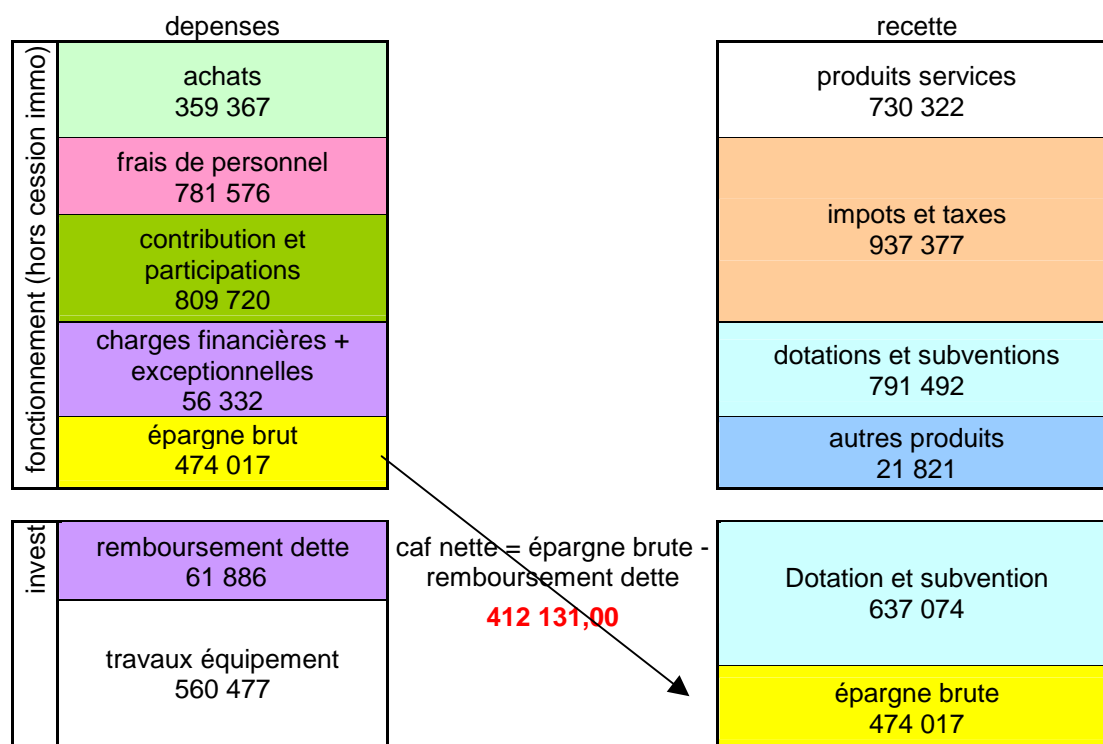 depenses
recette
fonctionnement (hors cession immo)
achats
359 367
frais de personnel
781 576
contribution et
participations
809 720
charges financières +
exceptionnelles
56 332
épargne brut
474 017
produits services
730 322
impots et taxes
937 377
dotations et subventions
791 492
autres produits
21 821
invest
remboursement dette
61 886
travaux équipement
560 477
caf nette = épargne brute -
remboursement dette
412 131,00
Dotation et subvention
637 074
épargne brute
474 017